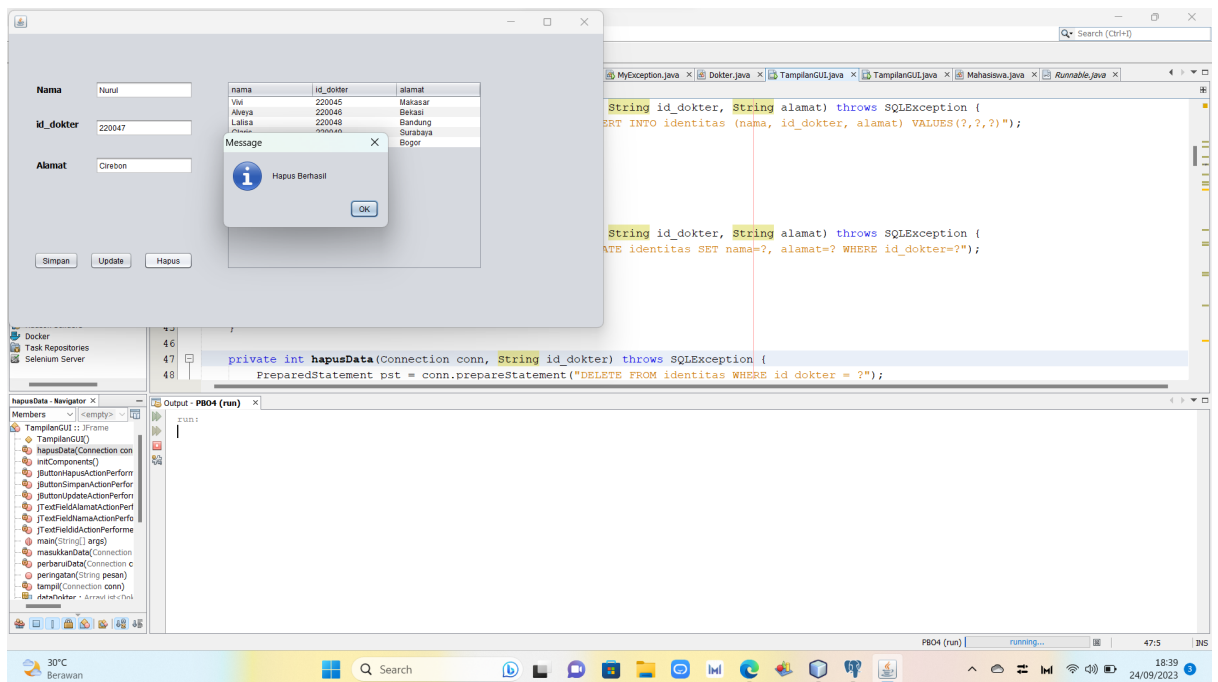 Search (Ctrl+I)
MyException.java × Dokter.java × TampilanGUI.java × TampilanGUI.java × Mahasiswa.java × Runnable.java ×
Nama Nurul
id_dokter 220047
Alamat Cirebon
Simpan Update Hapus
nama id_dokter alamat
Vivi 220045 Makasar
Alveya 220046 Bekasi
Lalisa 220048 Bandung
Surabaya
Bogor
Message
Hapus Berhasil
OK
String id_dokter, String alamat) throws SQLException {
ERT INTO identitas (nama, id_dokter, alamat) VALUES(?,?,?)");
String id_dokter, String alamat) throws SQLException {
ATE identitas SET nama=?, alamat=? WHERE id_dokter=?");
45 }
46
47 private int hapusData(Connection conn, String id_dokter) throws SQLException {
48 PreparedStatement pst = conn.prepareStatement("DELETE FROM identitas WHERE id_dokter = ?");
Docker
Task Repositories
Selenium Server
hapusData - Navigator ×
Members <empty>
TampilanGUI :: JFrame
TampilanGUI()
hapusData(Connection con
initComponents()
jButtonHapusActionPerform
jButtonSimpanActionPerfor
jButtonUpdateActionPerfor
jTextFieldAlamatActionPerf
jTextFieldNamaActionPerfo
jTextFieldidActionPerforme
main(String[] args)
masukkanData(Connection
perbaruiData(Connection c
peringatan(String pesan)
tampil(Connection conn)
dataDokter : ArrayList<Dok
Output - PBO4 (run) ×
run:
PBO4 (run) running... 47:5 INS
30°C
Berawan
Search
18:39
24/09/2023
3